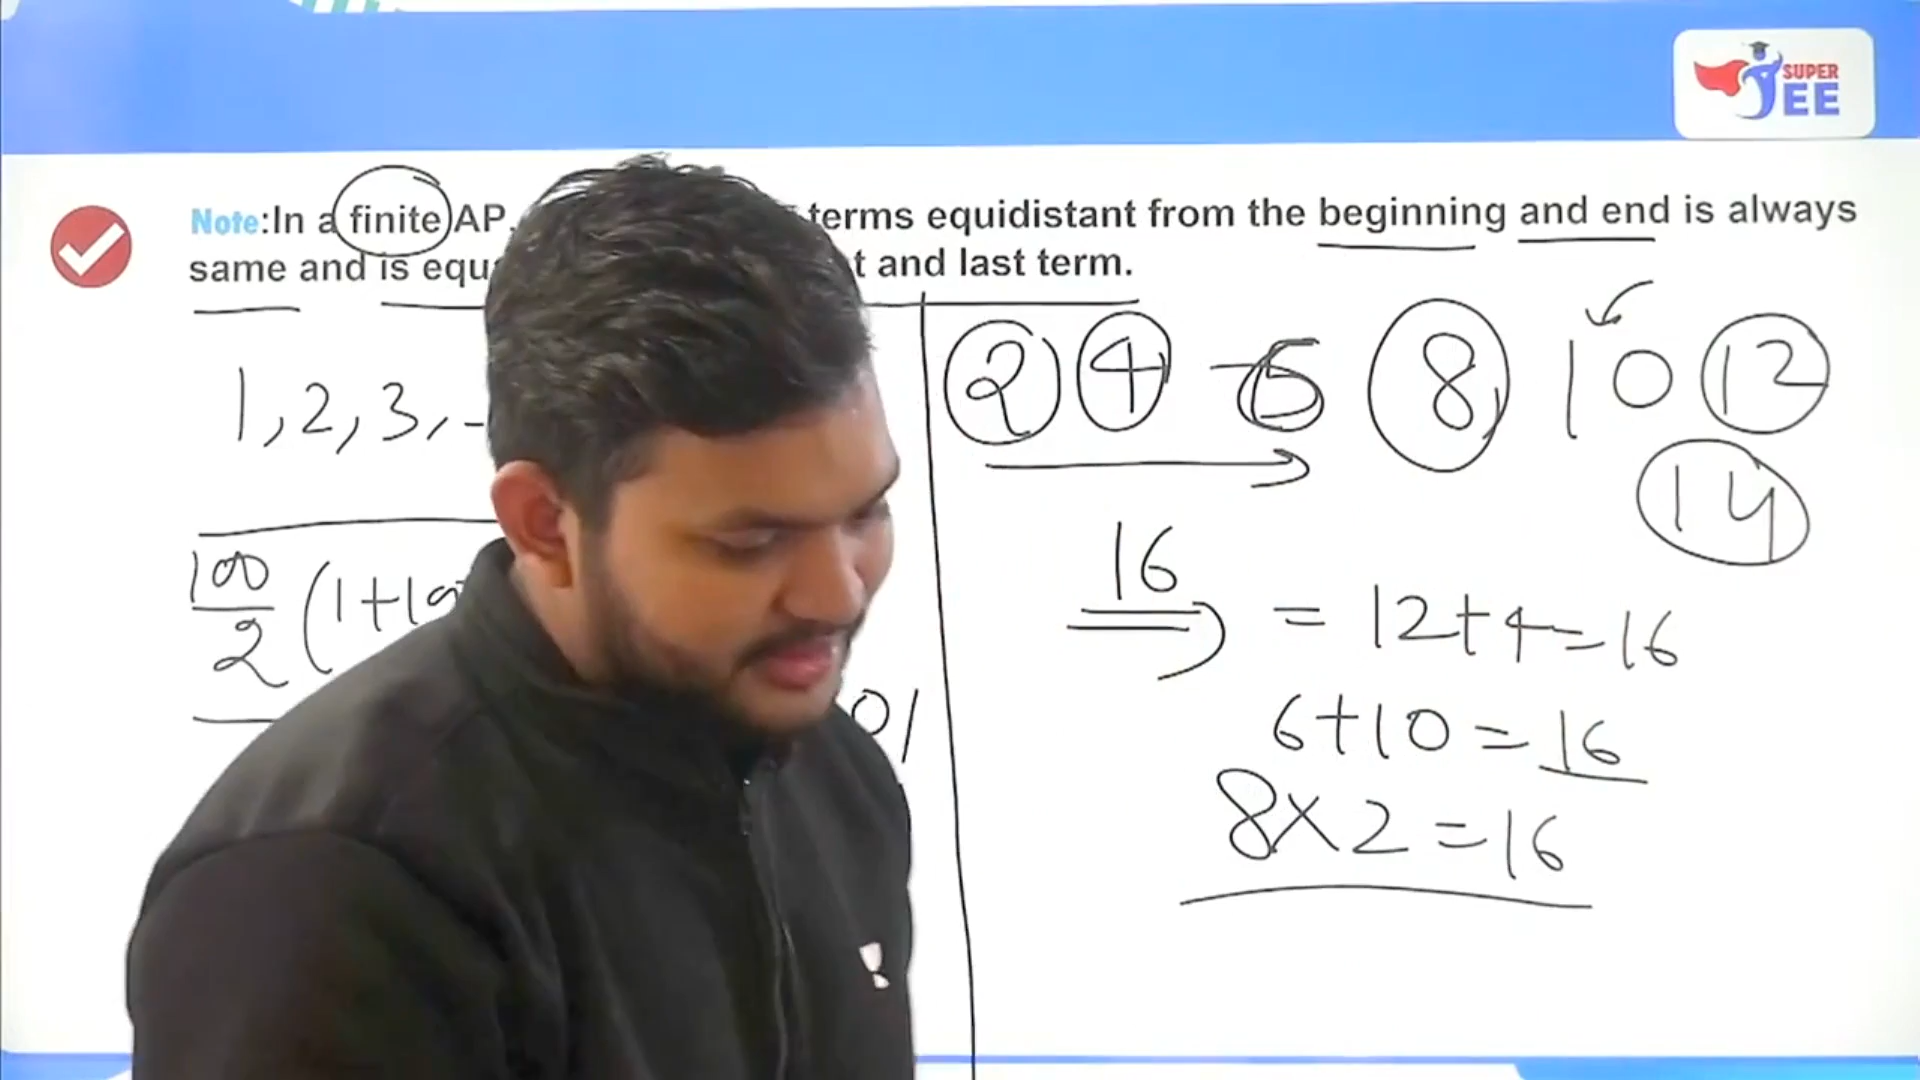 SUPER
JEE
Note:In a finite AP, terms equidistant from the beginning and end is always
same and is equ t and last term.
2 4 6 8, 10 12
14
1, 2, 3, -
100/2 (1+10
01
16
= 12+4=16
6+10=16
8×2=16